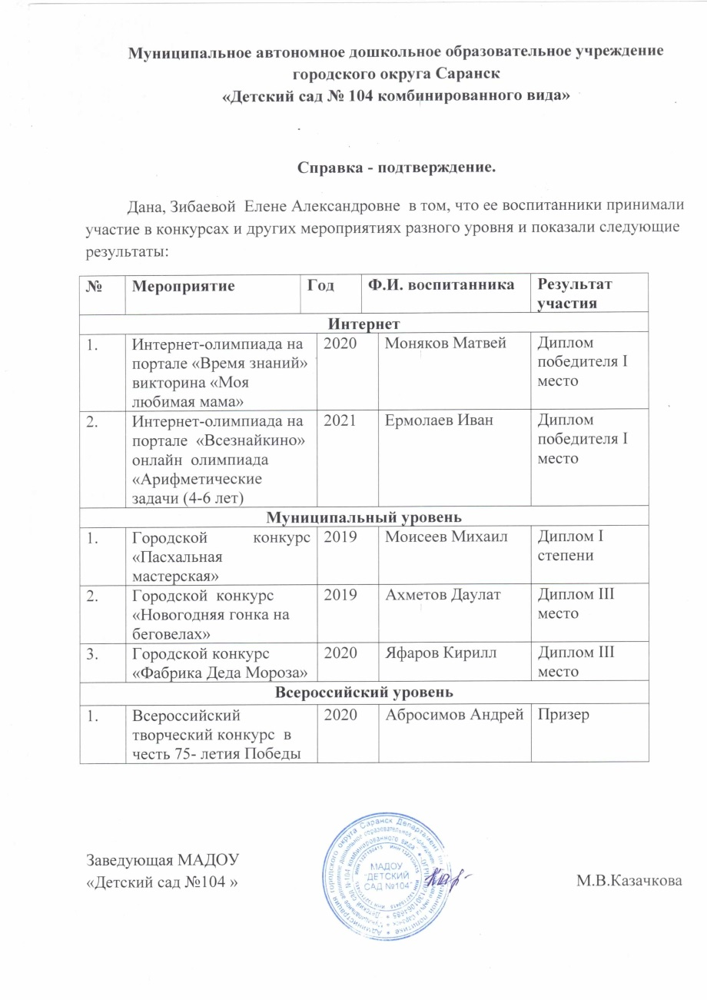 Муниципальное автономное дошкольное образовательное учреждение
городского округа Саранск
«Детский сад № 104 комбинированного вида»
Справка - подтверждение.
Дана, Зибаевой Елене Александровне в том, что ее воспитанники принимали
участие в конкурсах и других мероприятиях разного уровня и показали следующие
результаты:
№ Мероприятие Год Ф.И. воспитанника Результат
участия
Интернет
1. Интернет-олимпиада на 2020 Моняков Матвей Диплом
портале «Время знаний» победителя I
викторина «Моя место
любимая мама»
2. Интернет-олимпиада на 2021 Ермолаев Иван Диплом
портале «Всезнайкино» победителя I
онлайн олимпиада место
«Арифметические
задачи (4-6 лет)
Муниципальный уровень
1. Городской конкурс 2019 Моисеев Михаил Диплом I
«Пасхальная степени
мастерская»
2. Городской конкурс 2019 Ахметов Даулат Диплом III
«Новогодняя гонка на место
беговелах»
3. Городской конкурс 2020 Яфаров Кирилл Диплом III
«Фабрика Деда Мороза» место
Всероссийский уровень
1. Всероссийский 2020 Абросимов Андрей Призер
творческий конкурс в
честь 75- летия Победы
Заведующая МАДОУ
«Детский сад №104 » М.В.Казачкова
МАДОУ
"ДЕТСКИЙ
САД №104"